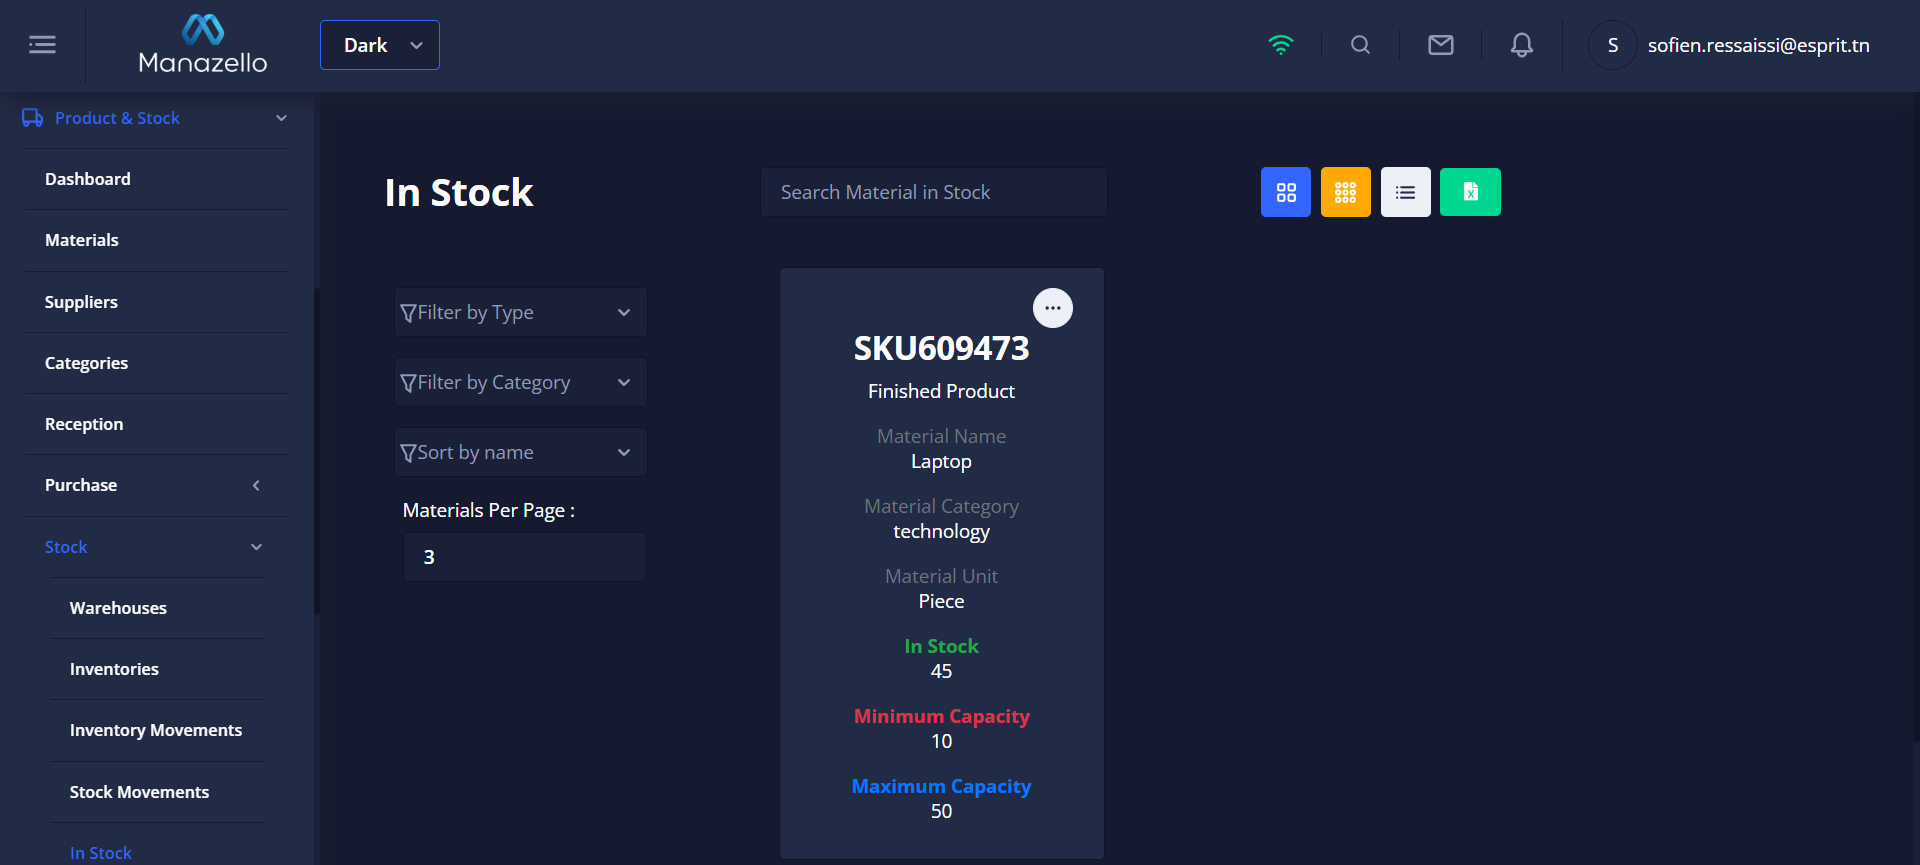 Manazello
Dark
S
sofien.ressaissi@esprit.tn
Product & Stock
Dashboard
Materials
Suppliers
Categories
Reception
Purchase
Stock
Warehouses
Inventories
Inventory Movements
Stock Movements
In Stock
In Stock
Search Material in Stock
X
Filter by Type
Filter by Category
Sort by name
Materials Per Page :
3
SKU609473
Finished Product
Material Name
Laptop
Material Category
technology
Material Unit
Piece
In Stock
45
Minimum Capacity
10
Maximum Capacity
50